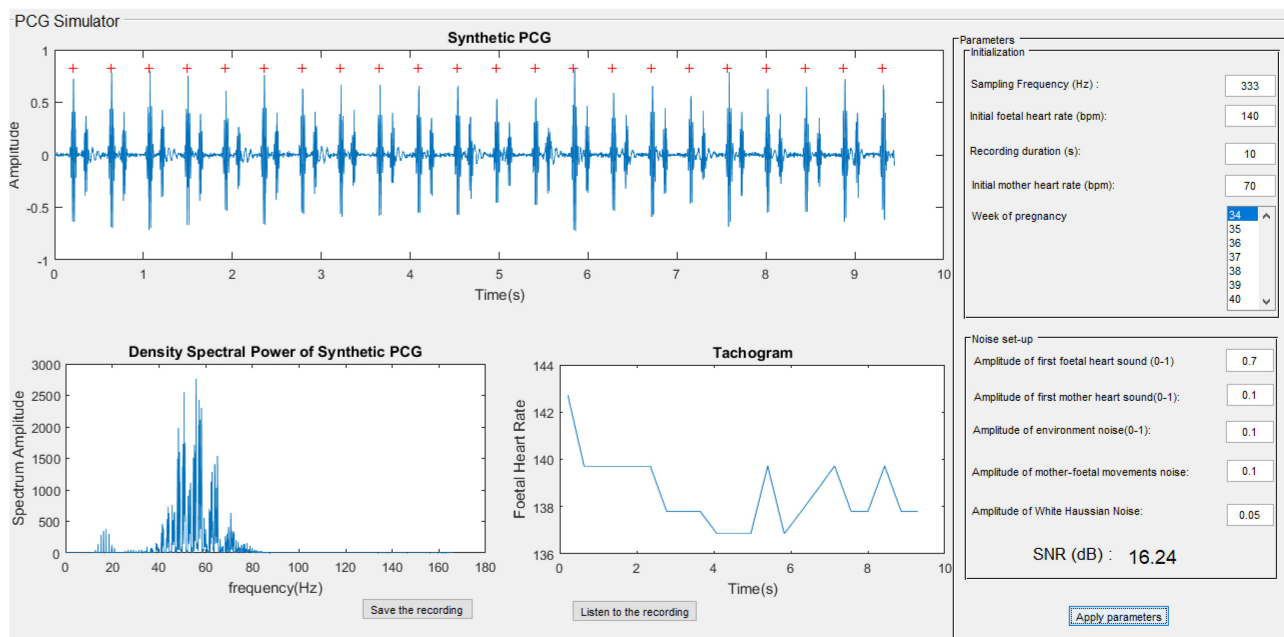 PCG Simulator
Synthetic PCG
Amplitude
1
0.5
0
-0.5
-1
0 1 2 3 4 5 6 7 8 9 10
Time(s)
Density Spectral Power of Synthetic PCG
Spectrum Amplitude
3000
2500
2000
1500
1000
500
0
0 20 40 60 80 100 120 140 160 180
frequency(Hz)
Save the recording
Tachogram
Foetal Heart Rate
144
142
140
138
136
0 2 4 6 8 10
Time(s)
Listen to the recording
Parameters
Initialization
Sampling Frequency (Hz) : 333
Initial foetal heart rate (bpm): 140
Recording duration (s): 10
Initial mother heart rate (bpm): 70
Week of pregnancy
34
35
36
37
38
39
40
Noise set-up
Amplitude of first foetal heart sound (0-1) 0.7
Amplitude of first mother heart sound(0-1): 0.1
Amplitude of environment noise(0-1): 0.1
Amplitude of mother-foetal movements noise: 0.1
Amplitude of White Haussian Noise: 0.05
SNR (dB) : 16.24
Apply parameters